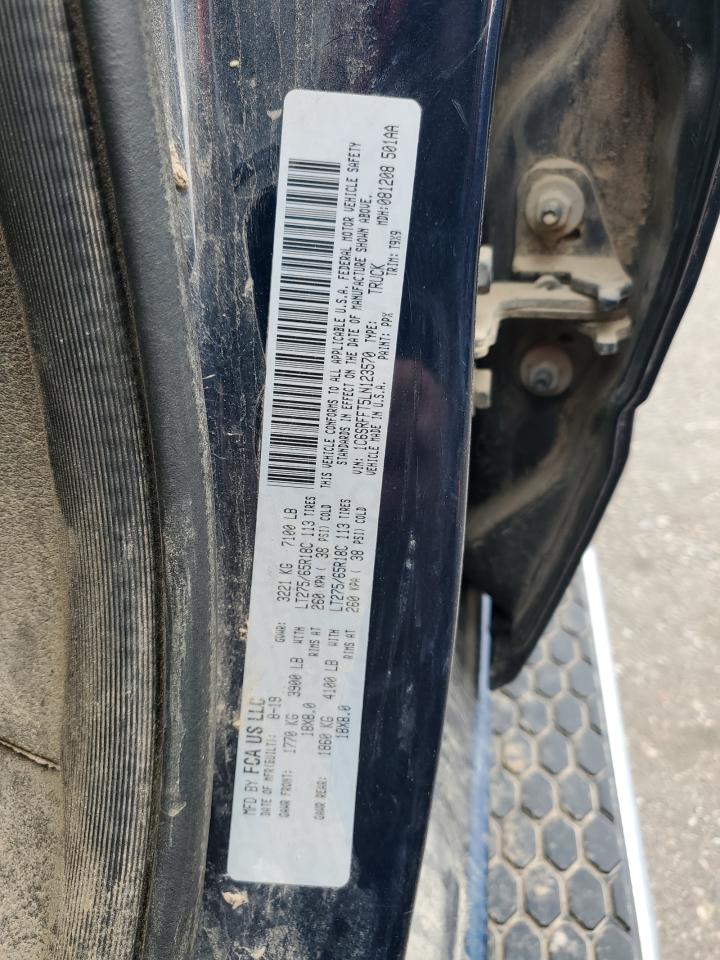 MFD BY FCA US LLC
DATE OF MFR(BUILT): 8-19 GVWR: 3221 KG 7100 LB
GAWR FRONT: 1770 KG 3900 LB WITH LT275/65R18C 113 TIRES
18X8.0 RIMS AT 260 KPA ( 38 PSI) COLD
GAWR REAR: 1860 KG 4100 LB WITH LT275/65R18C 113 TIRES
18X8.0 RIMS AT 260 KPA ( 38 PSI) COLD
THIS VEHICLE CONFORMS TO ALL APPLICABLE U.S.A. FEDERAL MOTOR VEHICLE SAFETY
STANDARDS IN EFFECT ON THE DATE OF MANUFACTURE SHOWN ABOVE.
VIN: 1C6SRFFT5LN123570 TYPE: TRUCK MDH:081208 501AA
VEHICLE MADE IN U.S.A. PAINT: PPX TRIM: T9X9